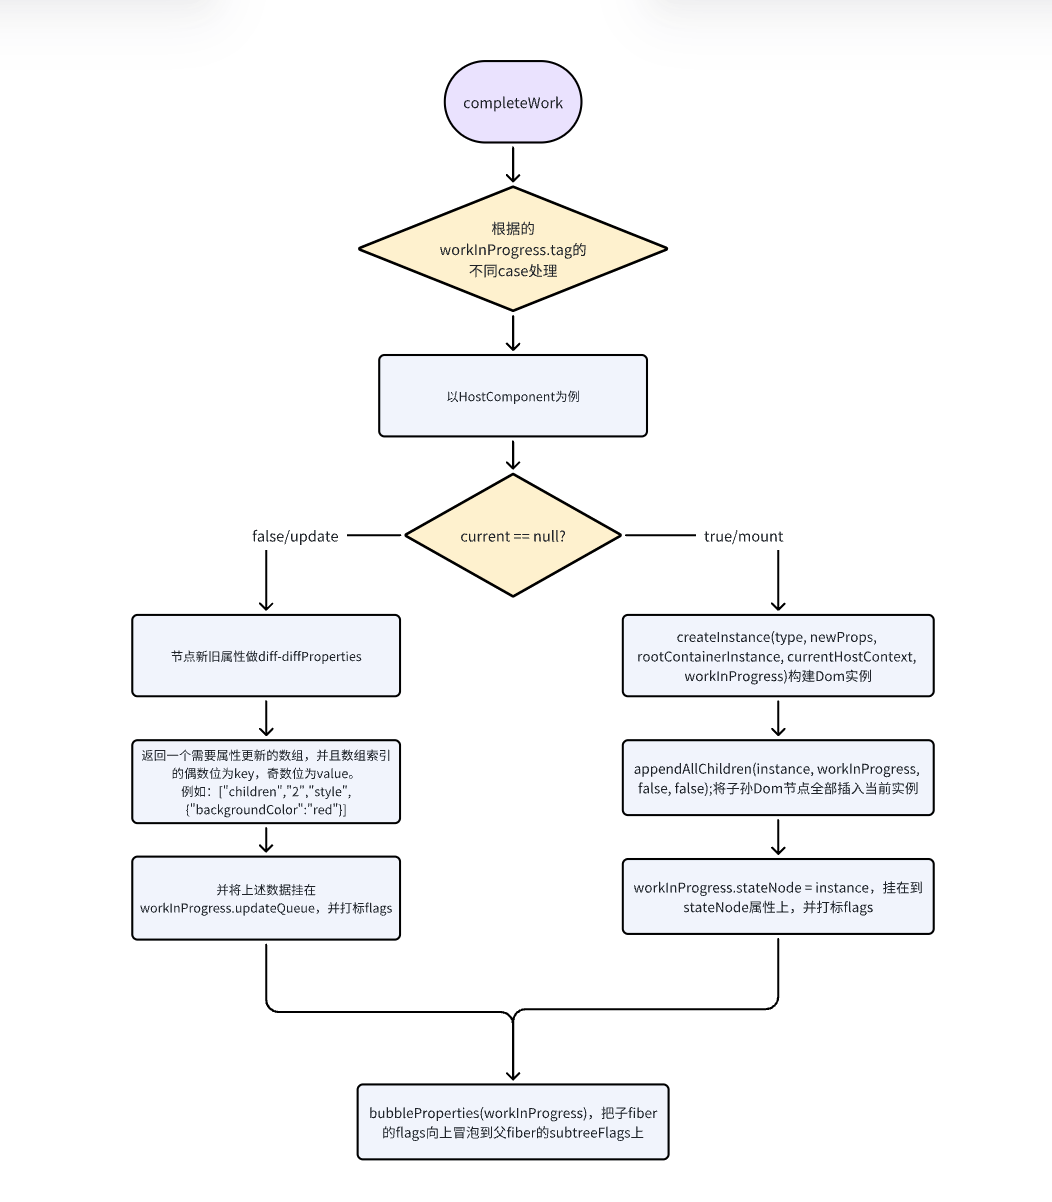 completeWork
根据的
workInProgress.tag的
不同case处理
以HostComponent为例
current == null?
false/update
true/mount
节点新旧属性做diff-diffProperties
返回一个需要属性更新的数组，并且数组索引
的偶数位为key，奇数位为value。
例如：["children","2","style",
{"backgroundColor":"red"}]
并将上述数据挂在
workInProgress.updateQueue，并打标flags
createInstance(type, newProps,
rootContainerInstance, currentHostContext,
workInProgress)构建Dom实例
appendAllChildren(instance, workInProgress,
false, false);将子孙Dom节点全部插入当前实例
workInProgress.stateNode = instance，挂在到
stateNode属性上，并打标flags
bubbleProperties(workInProgress)，把子fiber
的flags向上冒泡到父fiber的subtreeFlags上